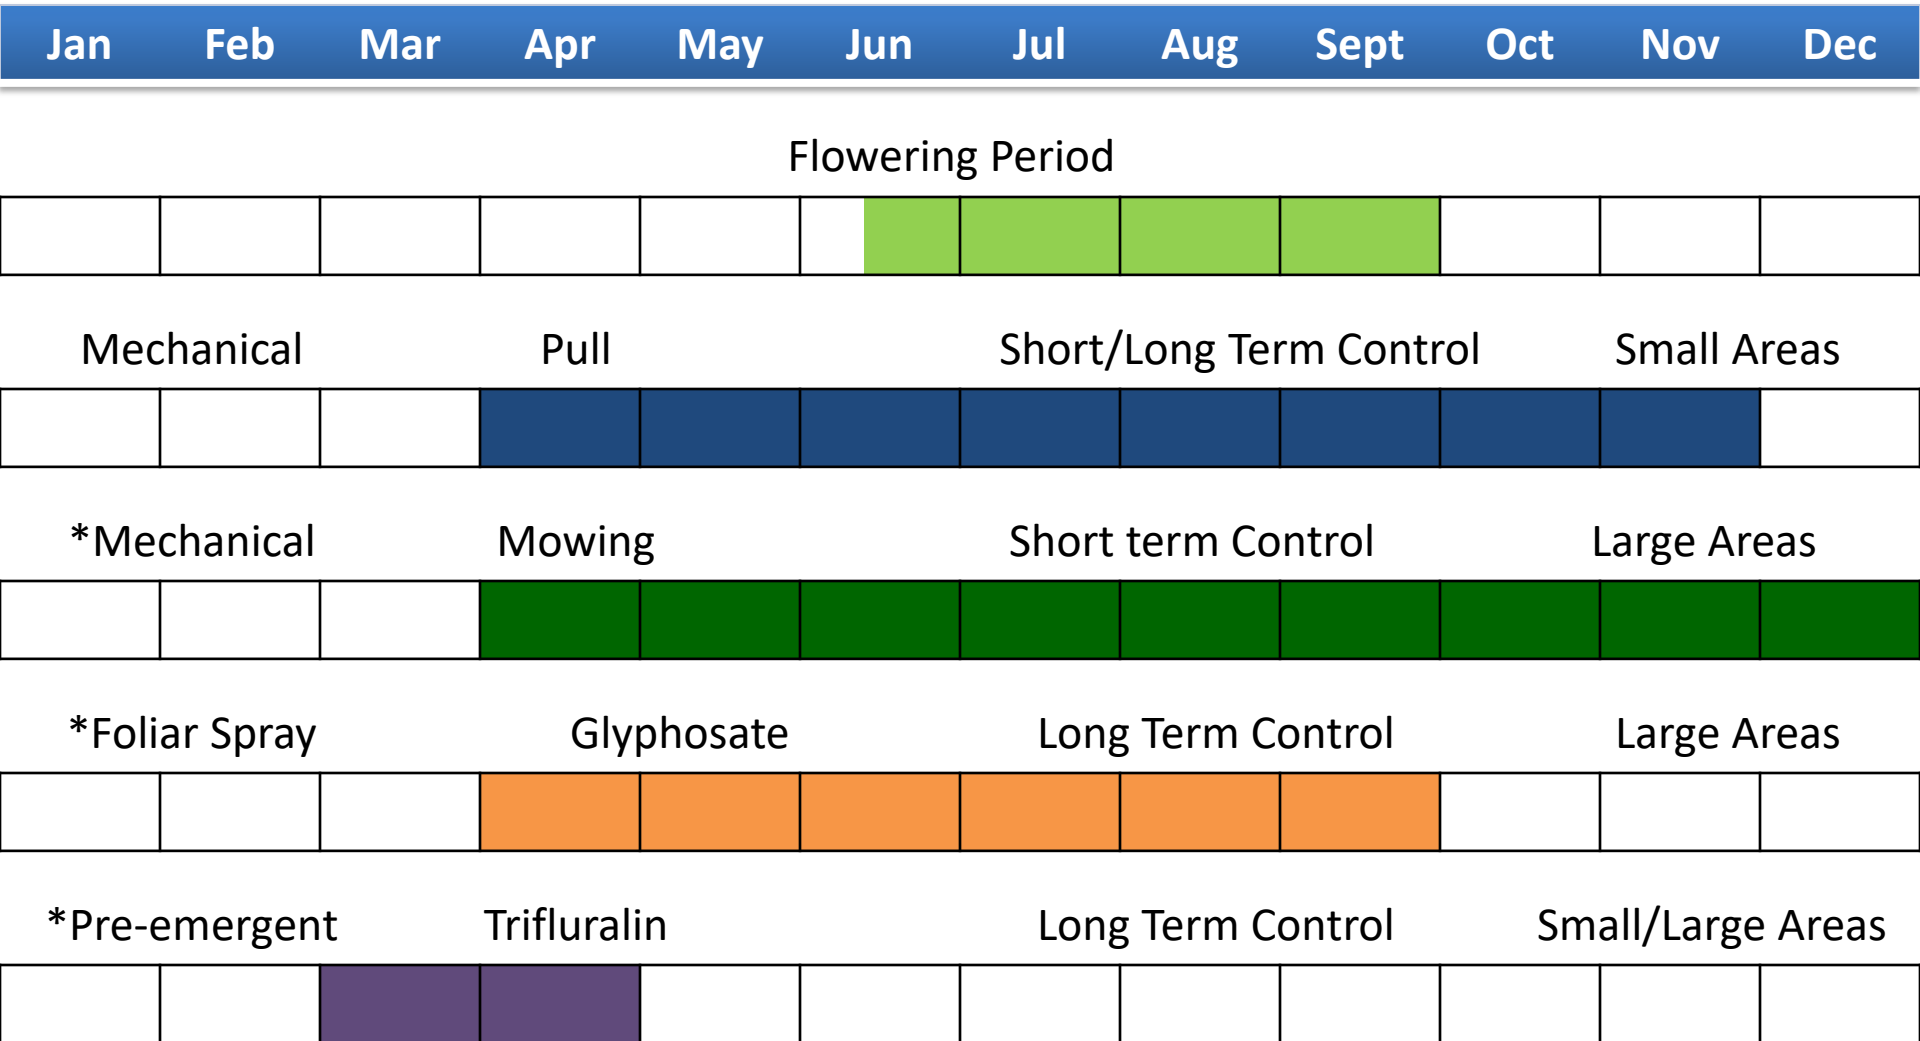 Jan Feb Mar Apr May Jun Jul Aug Sept Oct Nov Dec
Flowering Period
Mechanical Pull Short/Long Term Control Small Areas
*Mechanical Mowing Short term Control Large Areas
*Foliar Spray Glyphosate Long Term Control Large Areas
*Pre-emergent Trifluralin Long Term Control Small/Large Areas